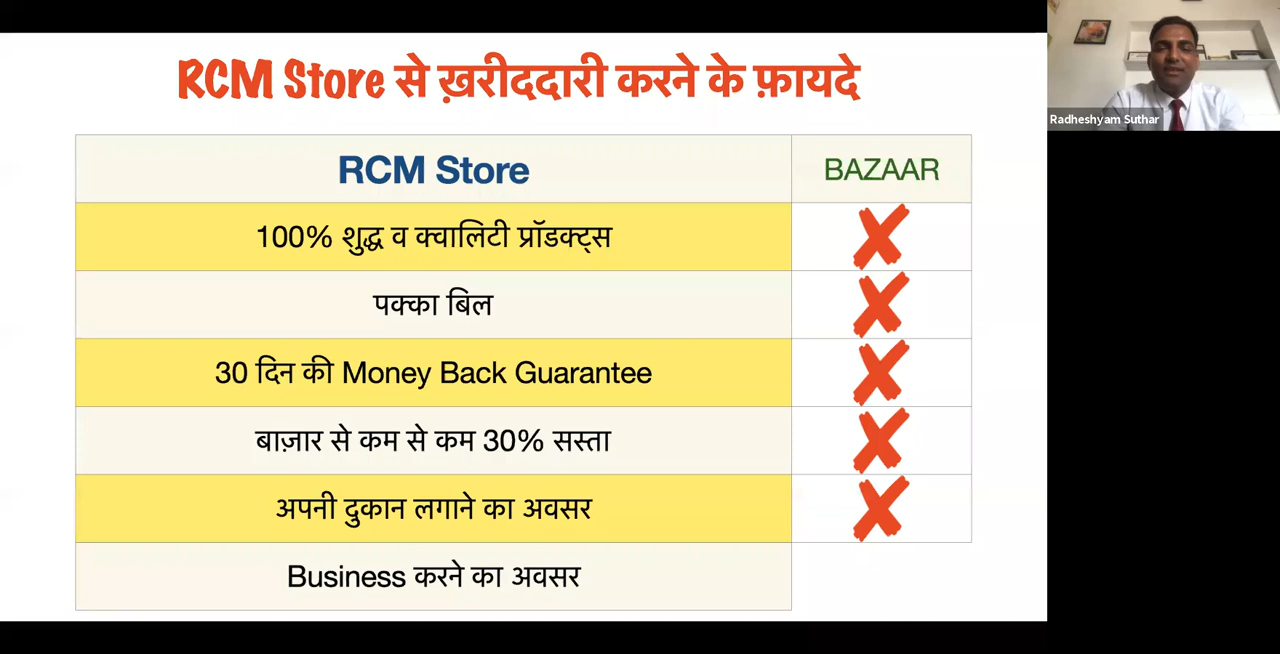 RCM Store से ख़रीददारी करने के फ़ायदे
Radheshyam Suthar
RCM Store
BAZAAR
100% शुद्ध व क्वालिटी प्रॉडक्ट्स
पक्का बिल
30 दिन की Money Back Guarantee
बाज़ार से कम से कम 30% सस्ता
अपनी दुकान लगाने का अवसर
Business करने का अवसर